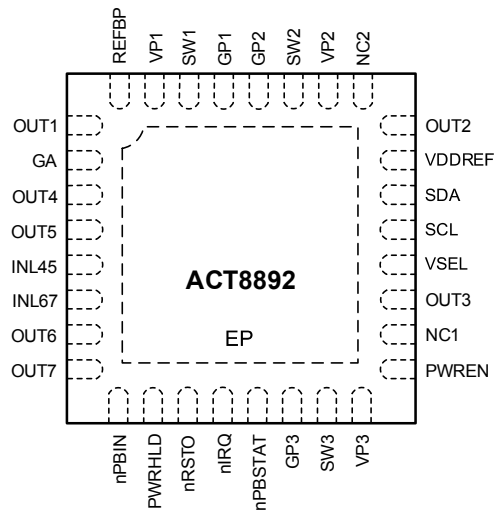 REFBP
VP1
SW1
GP1
GP2
SW2
VP2
NC2
OUT1
GA
OUT4
OUT5
INL45
INL67
OUT6
OUT7
OUT2
VDDREF
SDA
SCL
VSEL
OUT3
NC1
PWREN
ACT8892
EP
nPBIN
PWRHLD
nRSTO
nIRQ
nPBSTAT
GP3
SW3
VP3